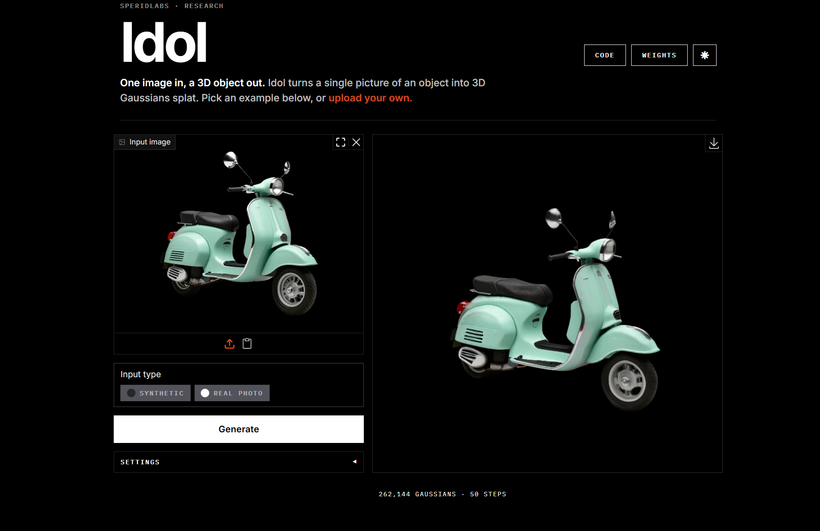 SPERIDLABS · RESEARCH
Idol
CODE
WEIGHTS
One image in, a 3D object out. Idol turns a single picture of an object into 3D
Gaussians splat. Pick an example below, or upload your own.
Input image
Input type
SYNTHETIC
REAL PHOTO
Generate
SETTINGS
262,144 GAUSSIANS · 50 STEPS